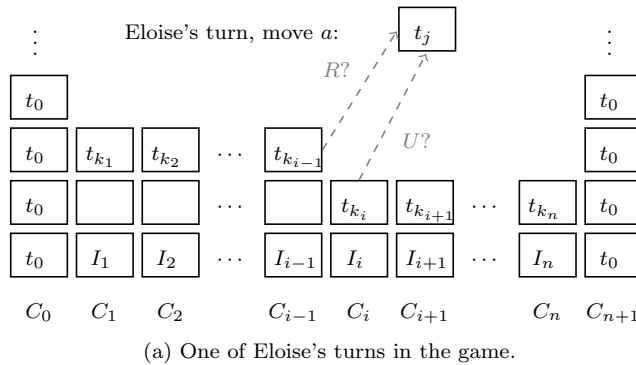 ⋮ Eloise's turn, move a: t_j ⋮
R?
t_0 t_0
U?
t_0 t_{k_1} t_{k_2} ⋯ t_{k_{i-1}} t_0
t_0 ⋯ t_{k_i} t_{k_{i+1}} ⋯ t_{k_n} t_0
t_0 I_1 I_2 ⋯ I_{i-1} I_i I_{i+1} ⋯ I_n t_0
C_0 C_1 C_2 C_{i-1} C_i C_{i+1} C_n C_{n+1}
(a) One of Eloise's turns in the game.